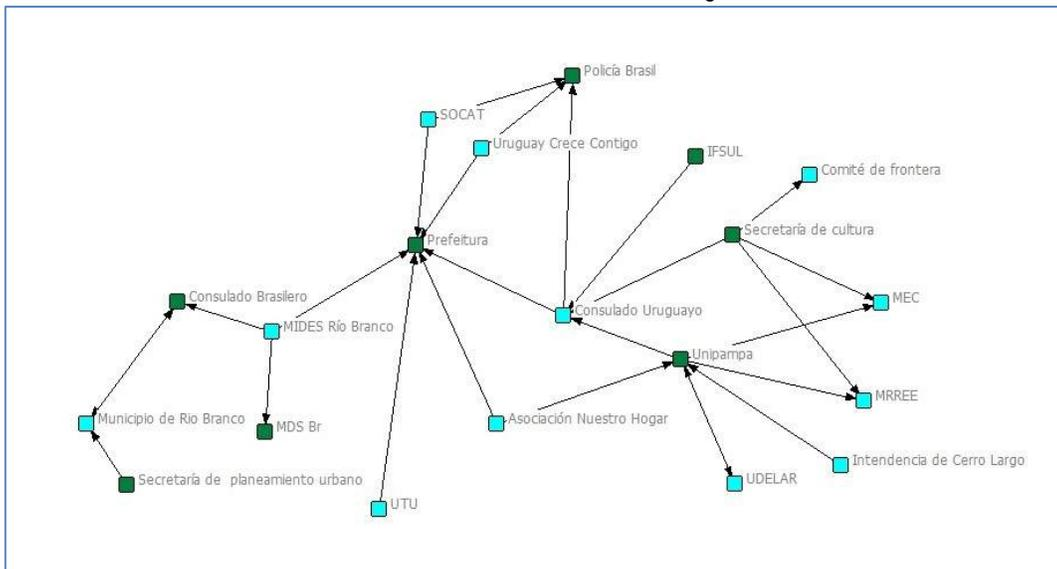 Policía Brasil
SOCAT
Uruguay Crece Contigo
IFSUL
Comité de frontera
Secretaría de cultura
Prefeitura
Consulado Brasilero
MEC
Consulado Uruguayo
MIDES Río Branco
Unipampa
MRREE
Municipio de Rio Branco
Asociación Nuestro Hogar
MDS Br
Intendencia de Cerro Largo
UDELAR
Secretaría de  planeamiento urbano
UTU